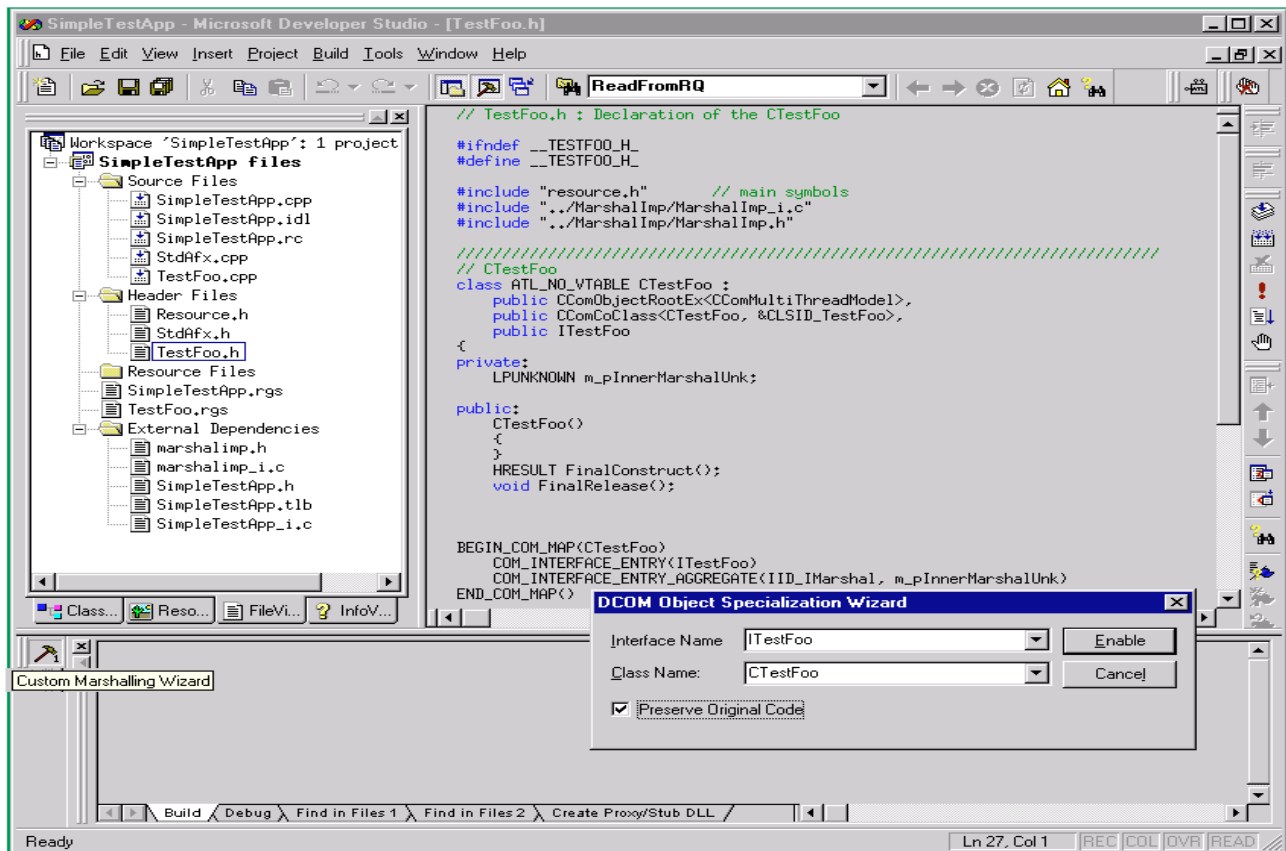 SimpleTestApp - Microsoft Developer Studio - [TestFoo.h]
File Edit View Insert Project Build Tools Window Help
ReadFromRQ
Workspace 'SimpleTestApp': 1 project
SimpleTestApp files
Source Files
SimpleTestApp.cpp
SimpleTestApp.idl
SimpleTestApp.rc
StdAfx.cpp
TestFoo.cpp
Header Files
Resource.h
StdAfx.h
TestFoo.h
Resource Files
SimpleTestApp.rgs
TestFoo.rgs
External Dependencies
marshalimp.h
marshalimp_i.c
SimpleTestApp.h
SimpleTestApp.tlb
SimpleTestApp_i.c
Class... Reso... FileVi... InfoV...
// TestFoo.h : Declaration of the CTestFoo
#ifndef __TESTFOO_H_
#define __TESTFOO_H_
#include "resource.h" // main symbols
#include "../MarshalImp/MarshalImp_i.c"
#include "../MarshalImp/MarshalImp.h"
/////////////////////////////////////////////////////////////////////////////
// CTestFoo
class ATL_NO_VTABLE CTestFoo :
public CComObjectRootEx<CComMultiThreadModel>,
public CComCoClass<CTestFoo, &CLSID_TestFoo>,
public ITestFoo
{
private:
LPUNKNOWN m_pInnerMarshalUnk;
public:
CTestFoo()
{
}
HRESULT FinalConstruct();
void FinalRelease();
BEGIN_COM_MAP(CTestFoo)
COM_INTERFACE_ENTRY(ITestFoo)
COM_INTERFACE_ENTRY_AGGREGATE(IID_IMarshal, m_pInnerMarshalUnk)
END_COM_MAP()
DCOM Object Specialization Wizard
Interface Name ITestFoo Enable
Class Name: CTestFoo Cancel
Preserve Original Code
Custom Marshalling Wizard
Build Debug Find in Files 1 Find in Files 2 Create Proxy/Stub DLL
Ready Ln 27, Col 1 REC COL OVR READ